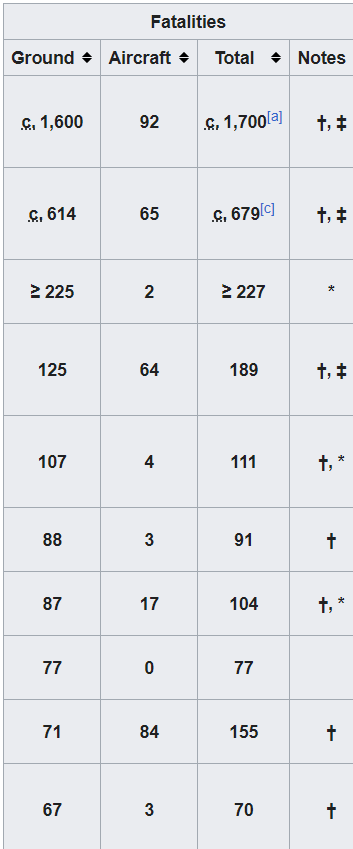 Fatalities
Ground Aircraft Total Notes
c. 1,600 92 c. 1,700[a] †, ‡
c. 614 65 c. 679[c] †, ‡
≥ 225 2 ≥ 227 *
125 64 189 †, ‡
107 4 111 †, *
88 3 91 †
87 17 104 †, *
77 0 77
71 84 155 †
67 3 70 †